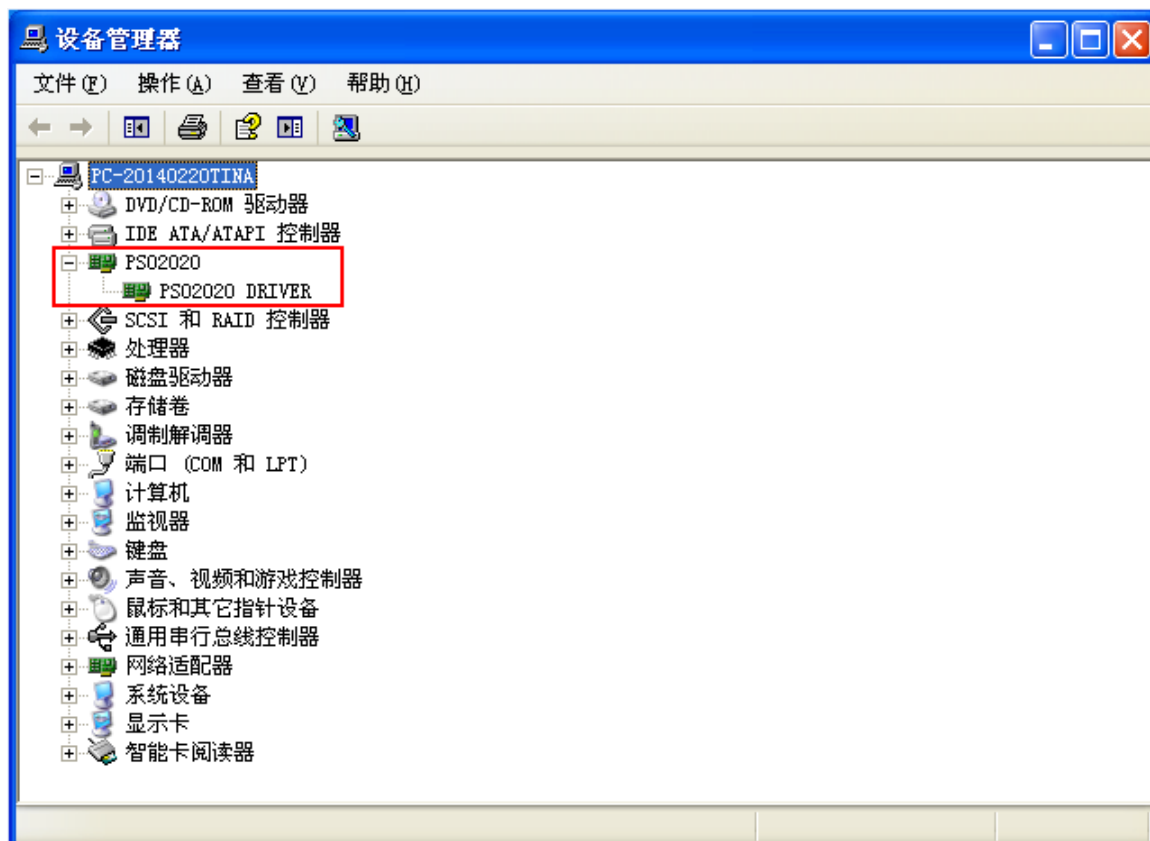 设备管理器
文件(F) 操作(A) 查看(V) 帮助(H)
PC-20140220TINA
DVD/CD-ROM 驱动器
IDE ATA/ATAPI 控制器
PSO2020
PSO2020 DRIVER
SCSI 和 RAID 控制器
处理器
磁盘驱动器
存储卷
调制解调器
端口 (COM 和 LPT)
计算机
监视器
键盘
声音、视频和游戏控制器
鼠标和其它指针设备
通用串行总线控制器
网络适配器
系统设备
显示卡
智能卡阅读器